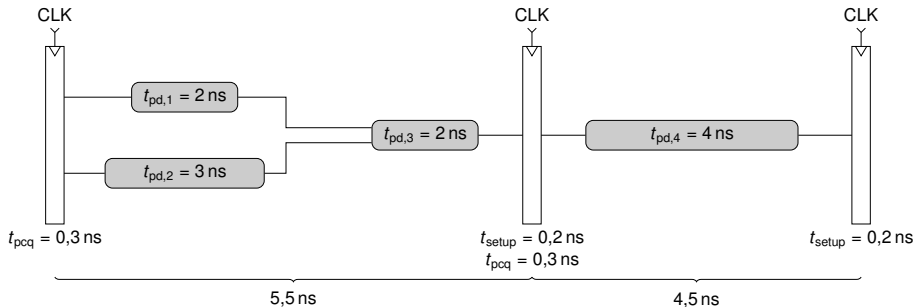 CLK
CLK
CLK
tpd,1 = 2 ns
tpd,3 = 2 ns
tpd,4 = 4 ns
tpd,2 = 3 ns
tpcq = 0,3 ns
tsetup = 0,2 ns
tpcq = 0,3 ns
tsetup = 0,2 ns
5,5 ns
4,5 ns